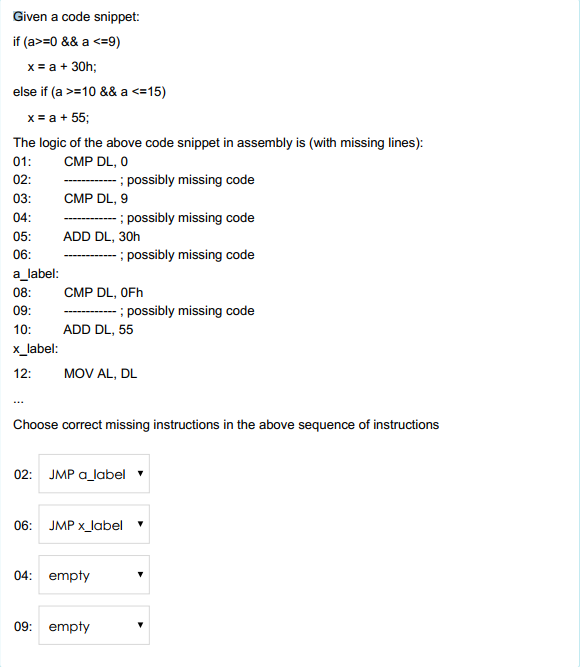 Given a code snippet:
if (a>=0 && a <=9)
x = a + 30h;
else if (a >=10 && a <=15)
x = a + 55;
The logic of the above code snippet in assembly is (with missing lines):
01: CMP DL, 0
02: ------------ ; possibly missing code
03: CMP DL, 9
04: ------------ ; possibly missing code
05: ADD DL, 30h
06: ------------ ; possibly missing code
a_label:
08: CMP DL, 0Fh
09: ------------ ; possibly missing code
10: ADD DL, 55
x_label:
12: MOV AL, DL
...
Choose correct missing instructions in the above sequence of instructions
02: JMP a_label ▼
06: JMP x_label ▼
04: empty ▼
09: empty ▼